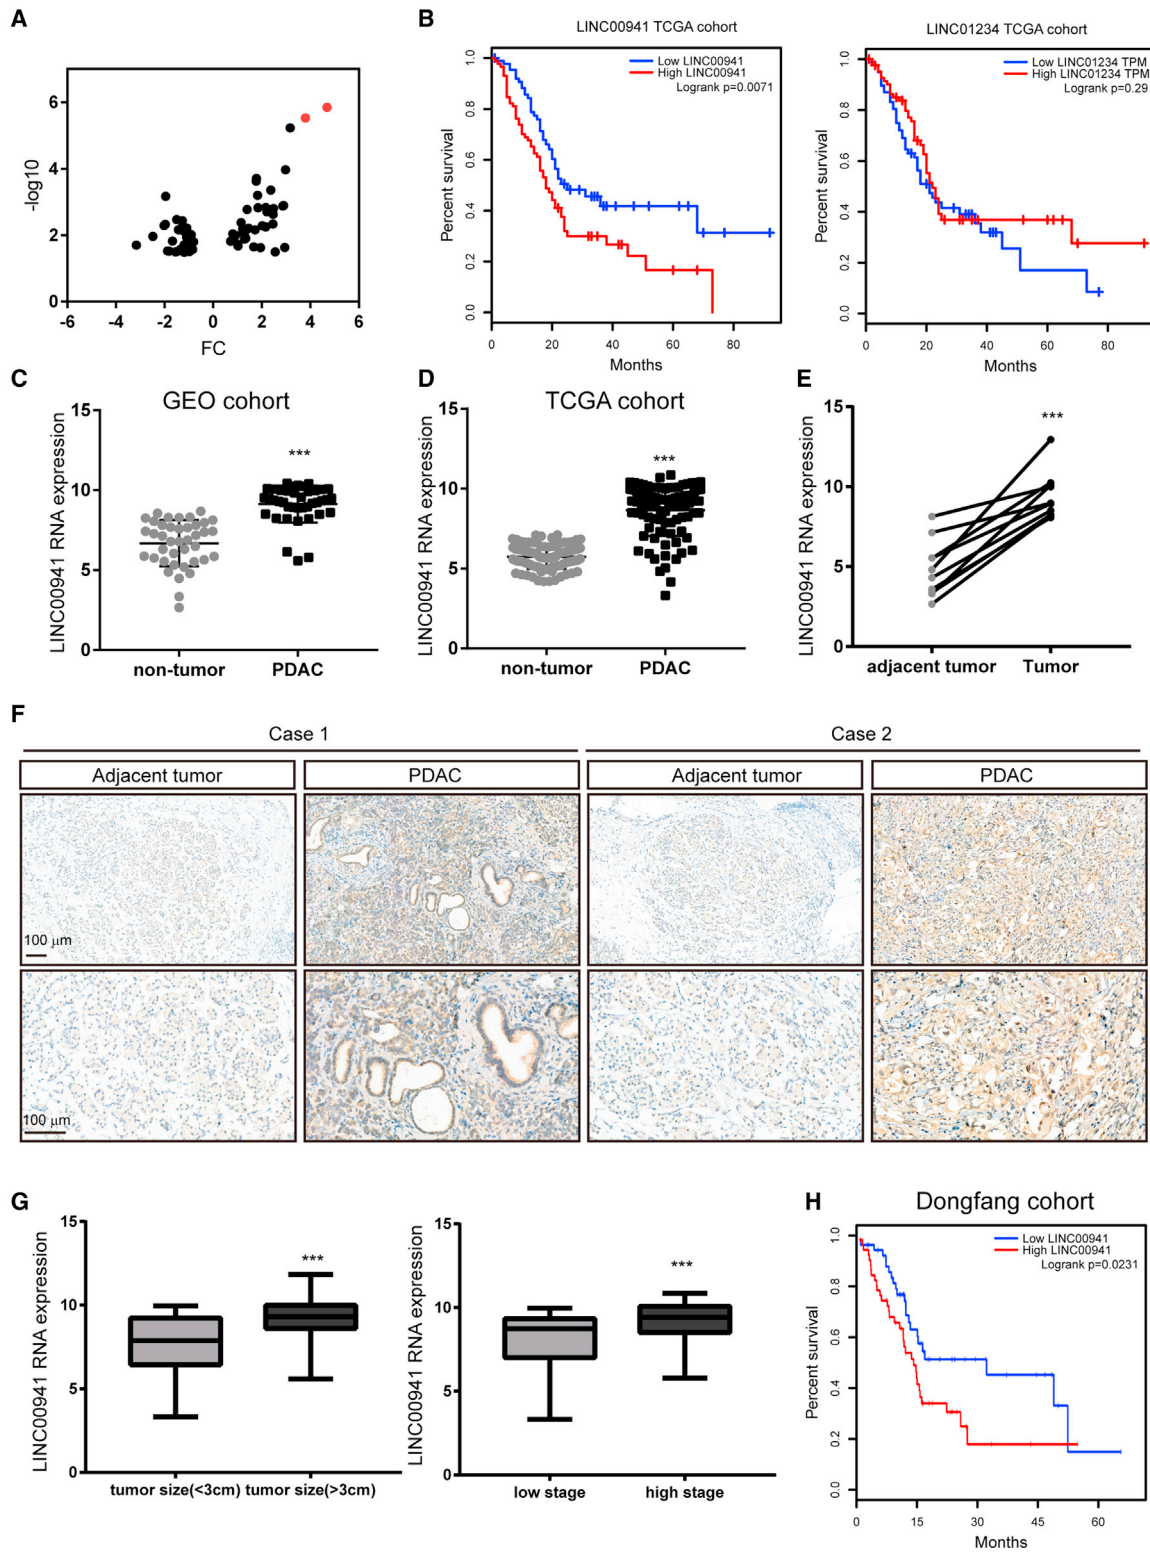 A
-log10
6
4
2
0
-6 -4 -2 0 2 4 6
FC
B
LINC00941 TCGA cohort
Low LINC00941
High LINC00941
Logrank p=0.0071
Percent survival
1.0
0.8
0.6
0.4
0.2
0.0
0 20 40 60 80
Months
LINC01234 TCGA cohort
Low LINC01234 TPM
High LINC01234 TPM
Logrank p=0.29
Percent survival
1.0
0.8
0.6
0.4
0.2
0.0
0 20 40 60 80
Months
C
GEO cohort
LINC00941 RNA expression
15
10
5
0
***
non-tumor PDAC
D
TCGA cohort
LINC00941 RNA expression
15
10
5
0
***
non-tumor PDAC
E
LINC00941 RNA expression
15
10
5
0
***
adjacent tumor Tumor
F
Case 1 Case 2
Adjacent tumor PDAC Adjacent tumor PDAC
100 μm
100 μm
G
LINC00941 RNA expression
15
10
5
0
***
tumor size(<3cm) tumor size(>3cm)
LINC00941 RNA expression
15
10
5
0
***
low stage high stage
H
Dongfang cohort
Low LINC00941
High LINC00941
Logrank p=0.0231
Percent survival
1.0
0.8
0.6
0.4
0.2
0.0
0 15 30 45 60
Months